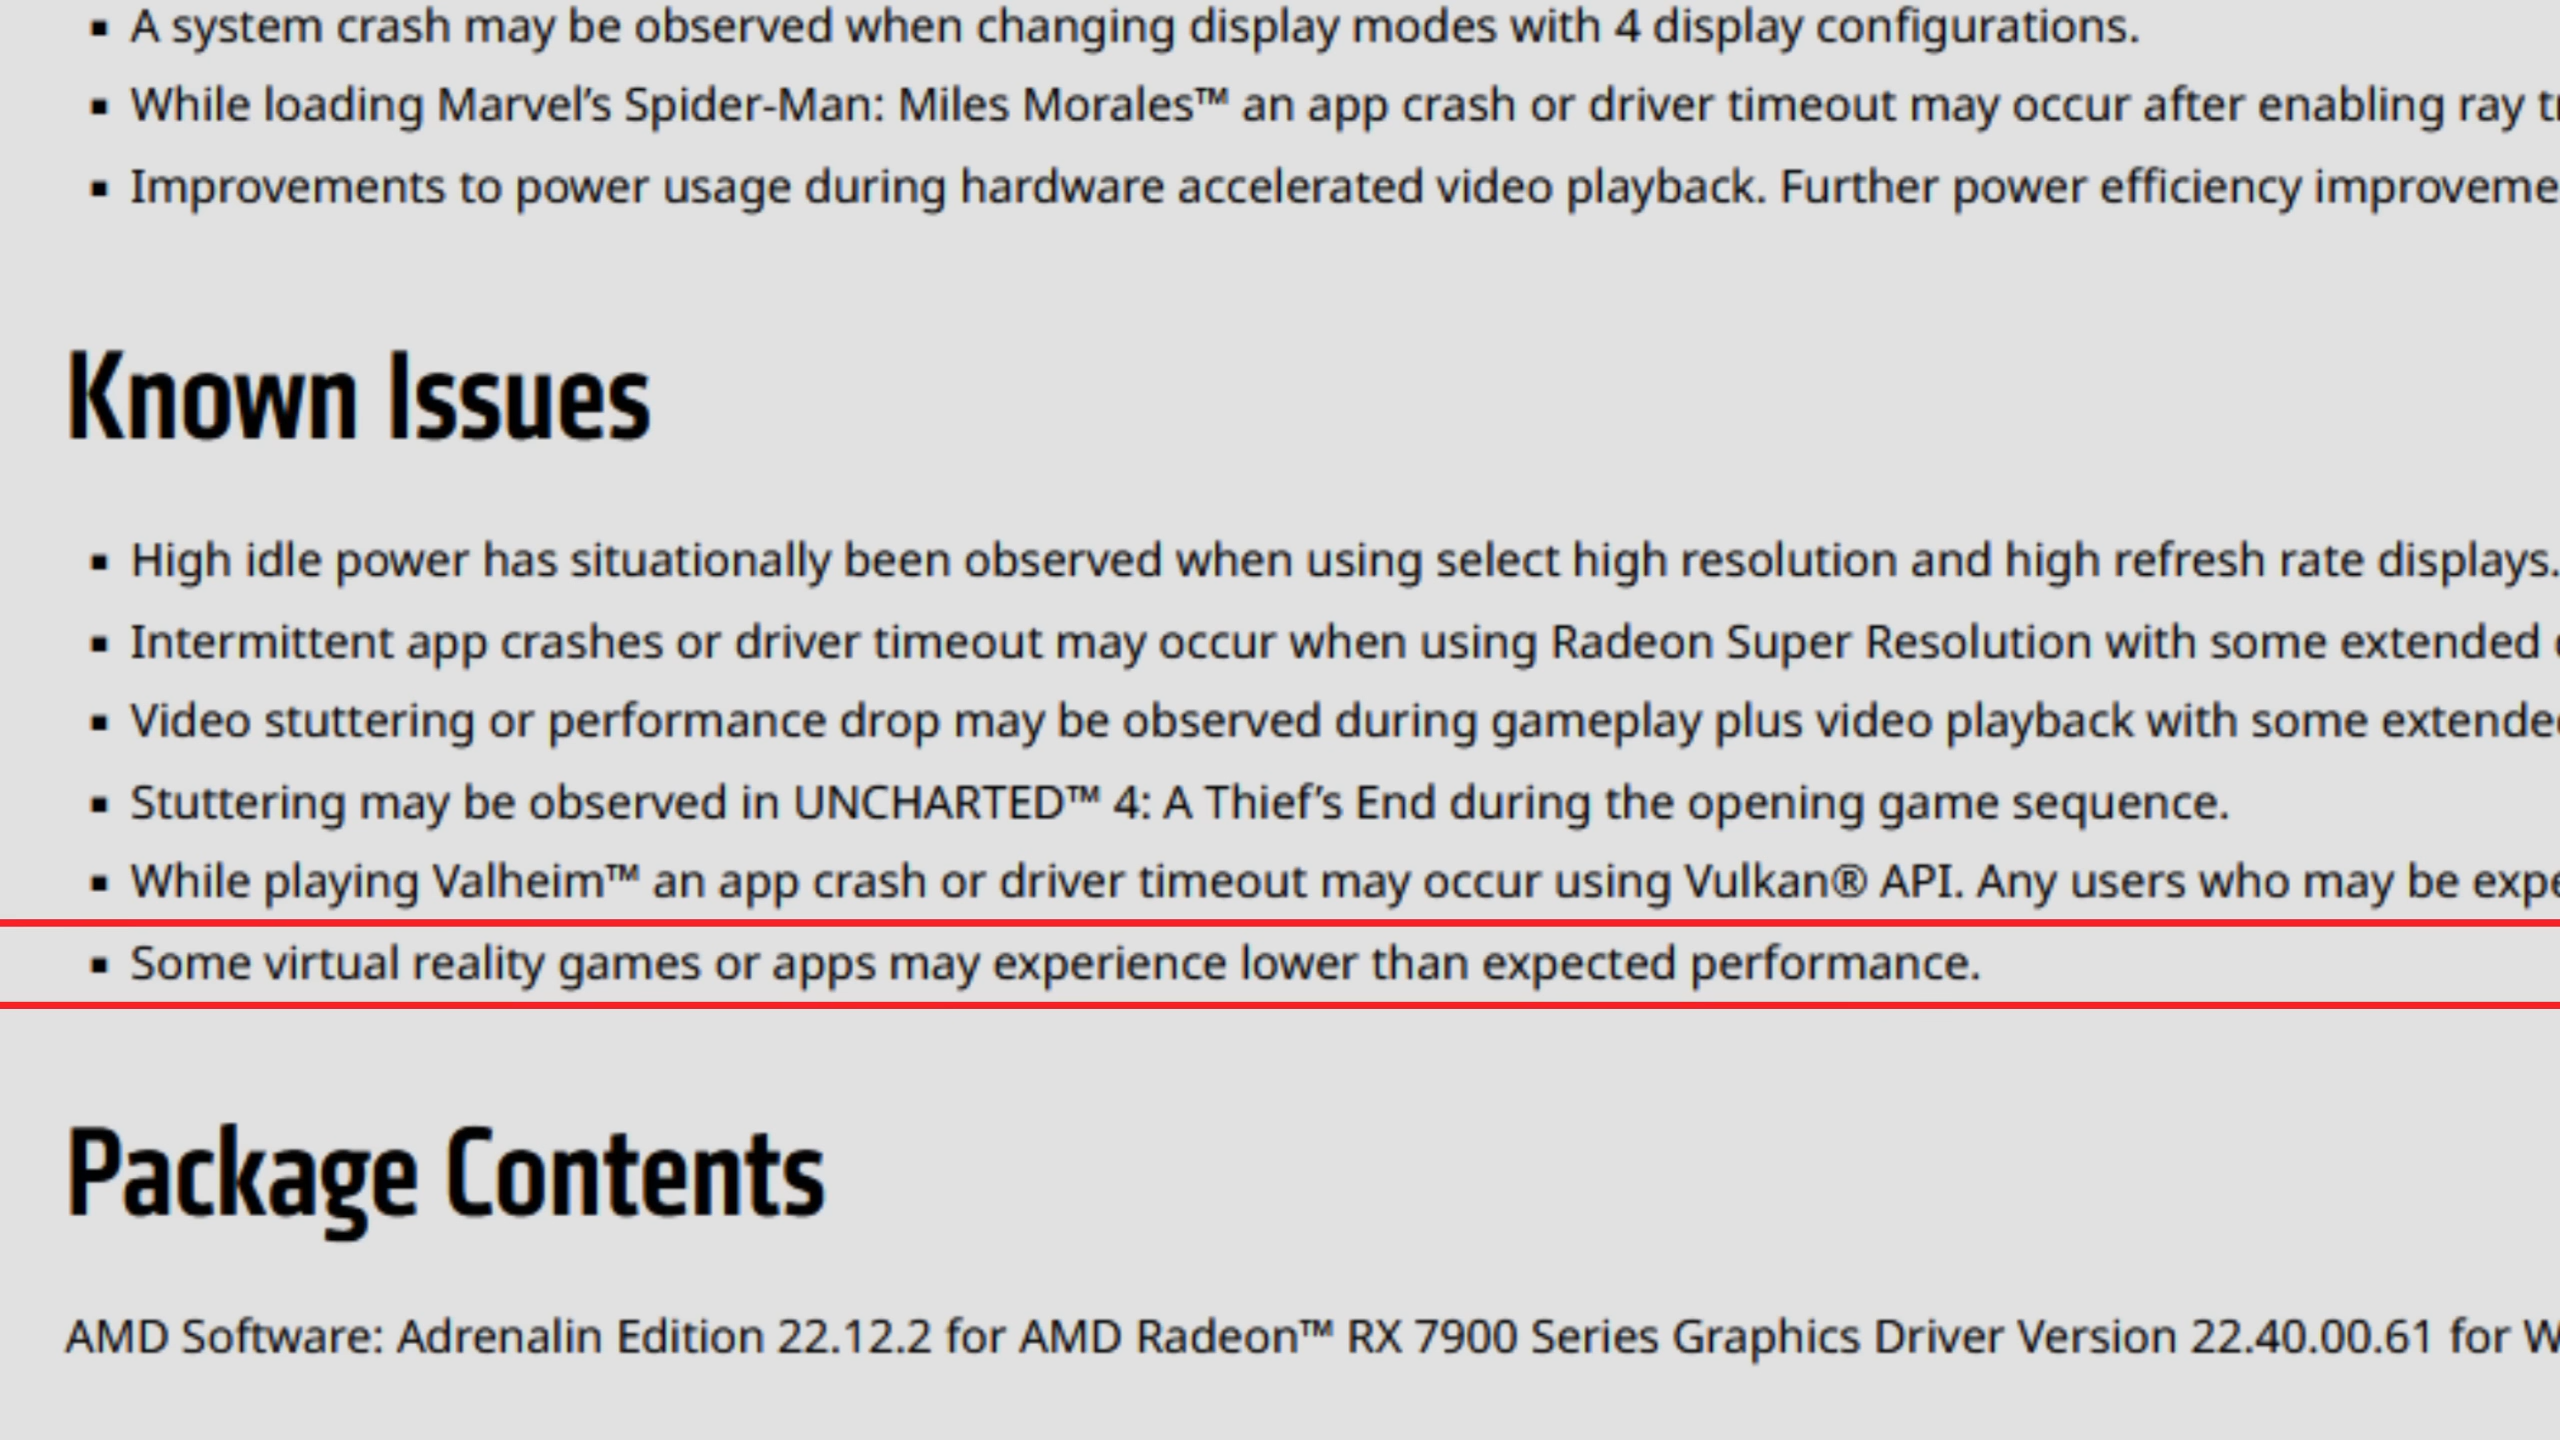 ▪ A system crash may be observed when changing display modes with 4 display configurations.
▪ While loading Marvel’s Spider-Man: Miles Morales™ an app crash or driver timeout may occur after enabling ray
▪ Improvements to power usage during hardware accelerated video playback. Further power efficiency
Known Issues
▪ High idle power has situationally been observed when using select high resolution and high refresh rate displays.
▪ Intermittent app crashes or driver timeout may occur when using Radeon Super Resolution with some extended
▪ Video stuttering or performance drop may be observed during gameplay plus video playback with some
▪ Stuttering may be observed in UNCHARTED™ 4: A Thief’s End during the opening game sequence.
▪ While playing Valheim™ an app crash or driver timeout may occur using Vulkan® API. Any users who may be
▪ Some virtual reality games or apps may experience lower than expected performance.
Package Contents
AMD Software: Adrenalin Edition 22.12.2 for AMD Radeon™ RX 7900 Series Graphics Driver Version 22.40.00.61 for